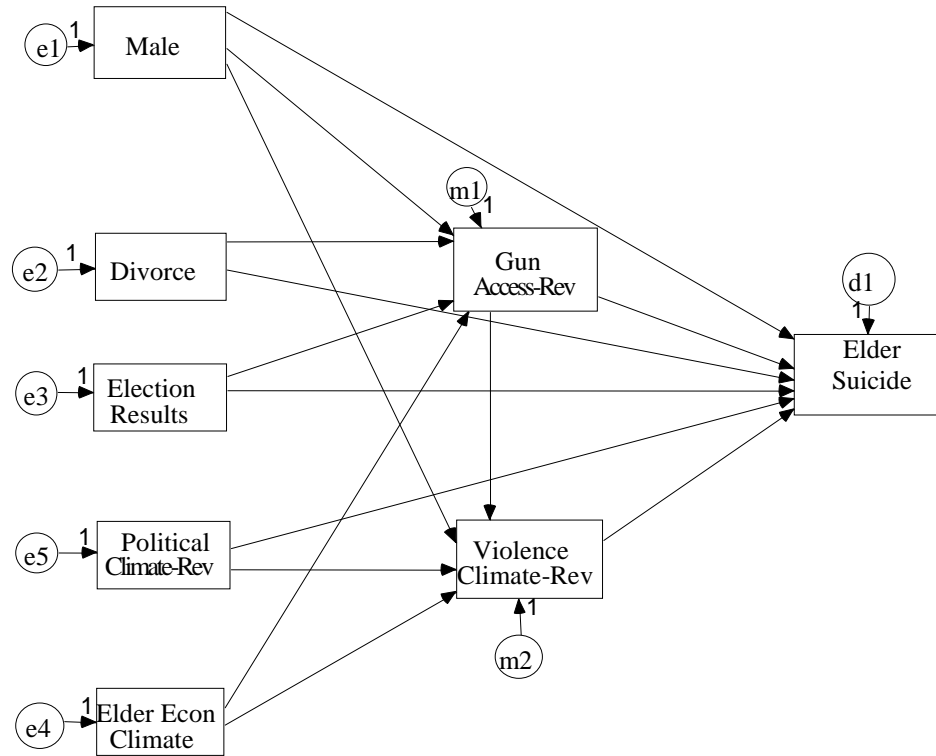 1
e1
Male
m1
1
1
e2
Divorce
Gun
Access-Rev
d1
1
Elder
Suicide
1
e3
Election
Results
1
e5
Political
Climate-Rev
Violence
Climate-Rev
1
m2
1
e4
Elder Econ
Climate